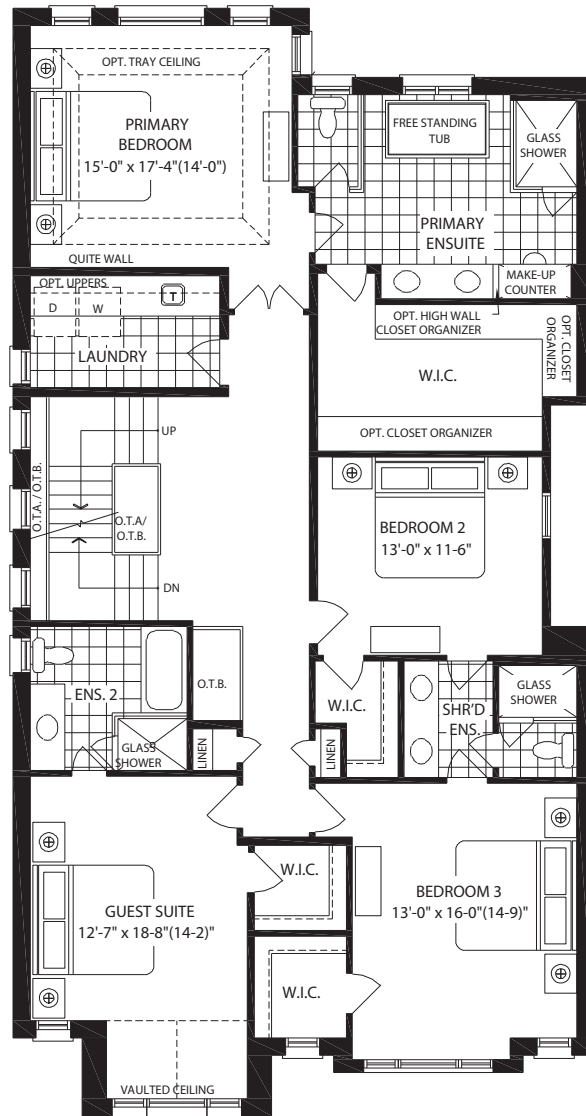 OPT. TRAY CEILING
PRIMARY
BEDROOM
15'-0" x 17'-4"(14'-0")
QUITE WALL
FREE STANDING
TUB
GLASS
SHOWER
PRIMARY
ENSUITE
MAKE-UP
COUNTER
OPT. UPPERS
D
W
T
LAUNDRY
OPT. HIGH WALL
CLOSET ORGANIZER
OPT. CLOSET
ORGANIZER
W.I.C.
OPT. CLOSET ORGANIZER
UP
O.T.A. / O.T.B.
O.T.A/
O.T.B.
DN
BEDROOM 2
13'-0" x 11-6"
ENS. 2
GLASS
SHOWER
O.T.B.
LINEN
LINEN
W.I.C.
SHR'D
ENS.
GLASS
SHOWER
W.I.C.
GUEST SUITE
12'-7" x 18-8"(14-2)"
BEDROOM 3
13'-0" x 16-0"(14-9)"
W.I.C.
VAULTED CEILING